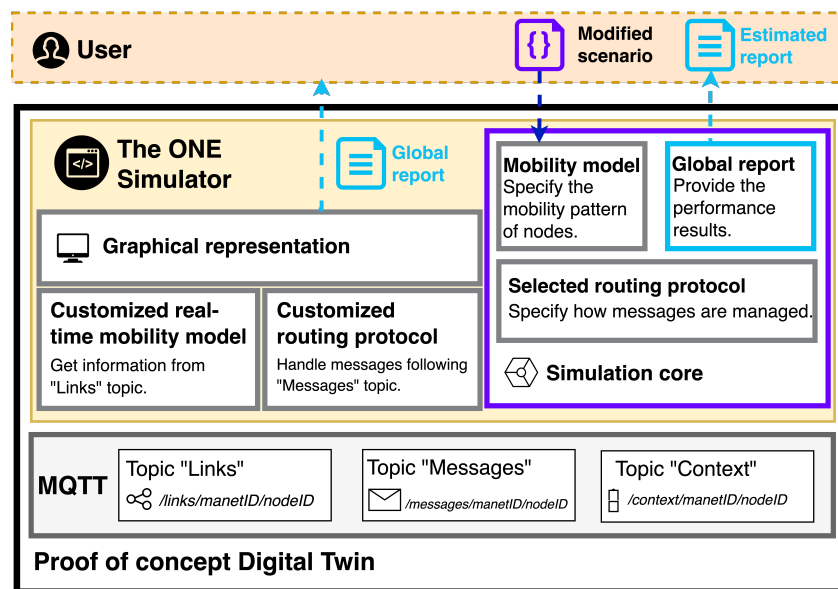 User
Modified
scenario
Estimated
report
The ONE
Simulator
Global
report
Graphical representation
Customized real-
time mobility model
Get information from
"Links" topic.
Customized
routing protocol
Handle messages following
"Messages" topic.
Mobility model
Specify the
mobility pattern
of nodes.
Global report
Provide the
performance
results.
Selected routing protocol
Specify how messages are managed.
Simulation core
MQTT
Topic "Links"
/links/manetID/nodeID
Topic "Messages"
/messages/manetID/nodeID
Topic "Context"
/context/manetID/nodeID
Proof of concept Digital Twin